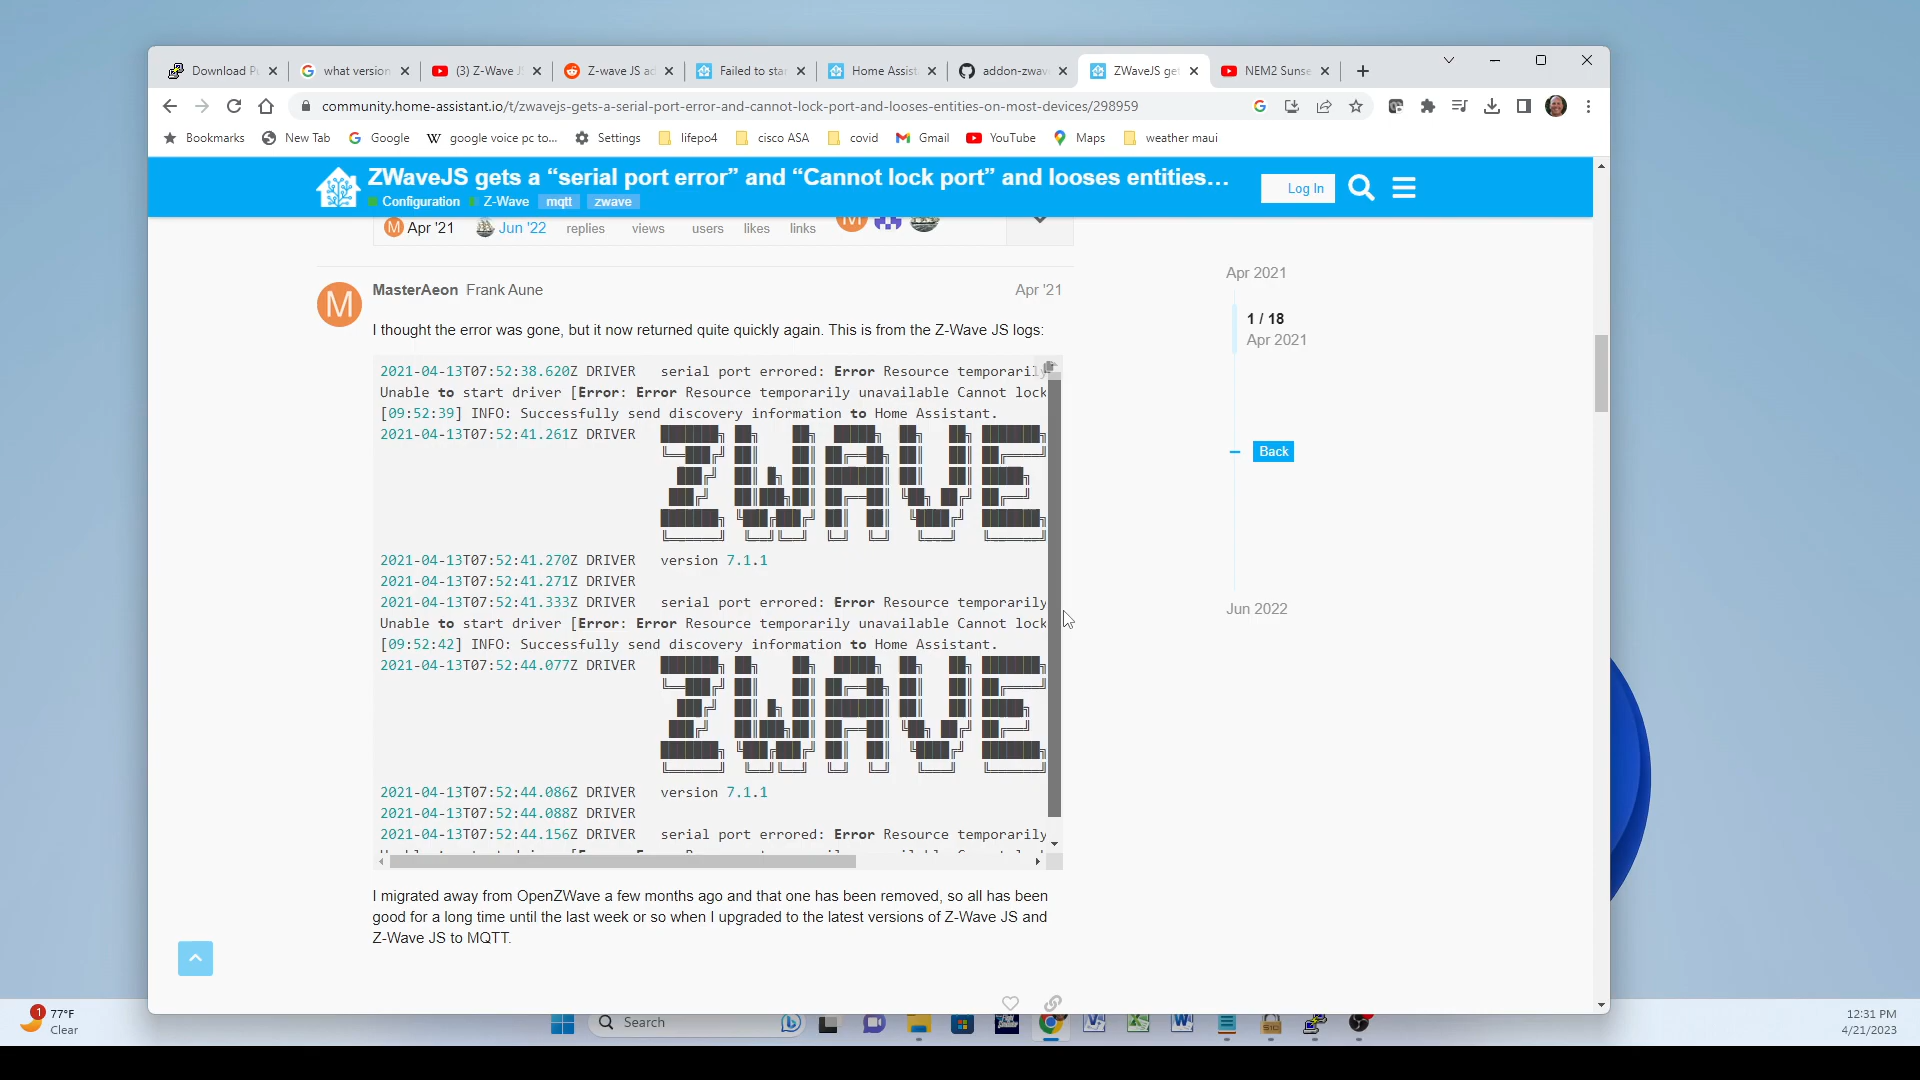 Download P
what version
(3) Z-Wave J
Z-wave JS ad
Failed to star
Home Assist
addon-zwav
ZWaveJS get
NEM2 Sunse
community.home-assistant.io/t/zwavejs-gets-a-serial-port-error-and-cannot-lock-port-and-looses-entities-on-most-devices/298959
Bookmarks
New Tab
Google
google voice pc to...
Settings
lifepo4
cisco ASA
covid
Gmail
YouTube
Maps
weather maui
ZWaveJS gets a “serial port error” and “Cannot lock port” and looses entities…
Configuration Z-Wave mqtt zwave
Log In
M Apr '21 Jun '22 replies views users likes links
M
MasterAeon Frank Aune Apr '21
I thought the error was gone, but it now returned quite quickly again. This is from the Z-Wave JS logs:
2021-04-13T07:52:38.620Z DRIVER serial port errored: Error Resource temporarily
Unable to start driver [Error: Error Resource temporarily unavailable Cannot lock
[09:52:39] INFO: Successfully send discovery information to Home Assistant.
2021-04-13T07:52:41.261Z DRIVER
ZWAVE
2021-04-13T07:52:41.270Z DRIVER version 7.1.1
2021-04-13T07:52:41.271Z DRIVER
2021-04-13T07:52:41.333Z DRIVER serial port errored: Error Resource temporarily
Unable to start driver [Error: Error Resource temporarily unavailable Cannot lock
[09:52:42] INFO: Successfully send discovery information to Home Assistant.
2021-04-13T07:52:44.077Z DRIVER
ZWAVE
2021-04-13T07:52:44.086Z DRIVER version 7.1.1
2021-04-13T07:52:44.088Z DRIVER
2021-04-13T07:52:44.156Z DRIVER serial port errored: Error Resource temporarily
I migrated away from OpenZWave a few months ago and that one has been removed, so all has been
good for a long time until the last week or so when I upgraded to the latest versions of Z-Wave JS and
Z-Wave JS to MQTT.
Apr 2021
1 / 18
Apr 2021
Back
Jun 2022
1
77°F
Clear
Search
12:31 PM
4/21/2023